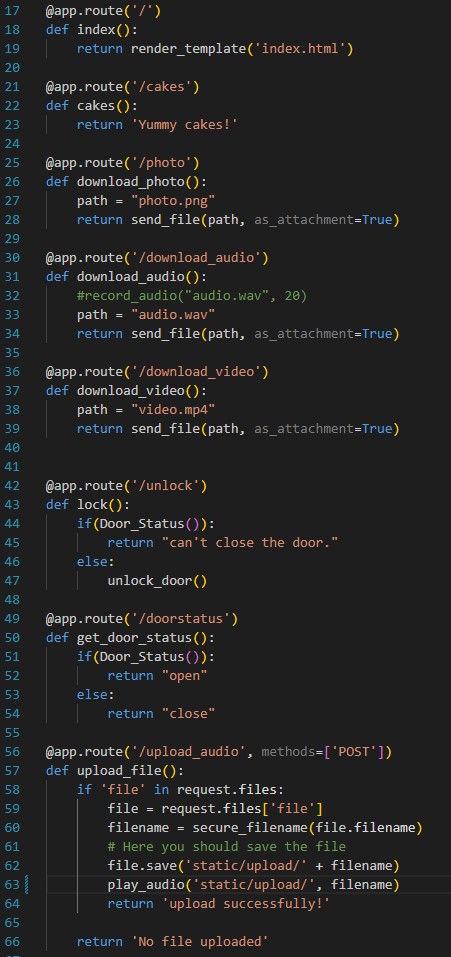 17 @app.route('/')
18 def index():
19     return render_template('index.html')
20
21 @app.route('/cakes')
22 def cakes():
23     return 'Yummy cakes!'
24
25 @app.route('/photo')
26 def download_photo():
27     path = "photo.png"
28     return send_file(path, as_attachment=True)
29
30 @app.route('/download_audio')
31 def download_audio():
32     #record_audio("audio.wav", 20)
33     path = "audio.wav"
34     return send_file(path, as_attachment=True)
35
36 @app.route('/download_video')
37 def download_video():
38     path = "video.mp4"
39     return send_file(path, as_attachment=True)
40
41
42 @app.route('/unlock')
43 def lock():
44     if(Door_Status()):
45         return "can't close the door."
46     else:
47         unlock_door()
48
49 @app.route('/doorstatus')
50 def get_door_status():
51     if(Door_Status()):
52         return "open"
53     else:
54         return "close"
55
56 @app.route('/upload_audio', methods=['POST'])
57 def upload_file():
58     if 'file' in request.files:
59         file = request.files['file']
60         filename = secure_filename(file.filename)
61         # Here you should save the file
62         file.save('static/upload/' + filename)
63         play_audio('static/upload/', filename)
64         return 'upload successfully!'
65
66     return 'No file uploaded'